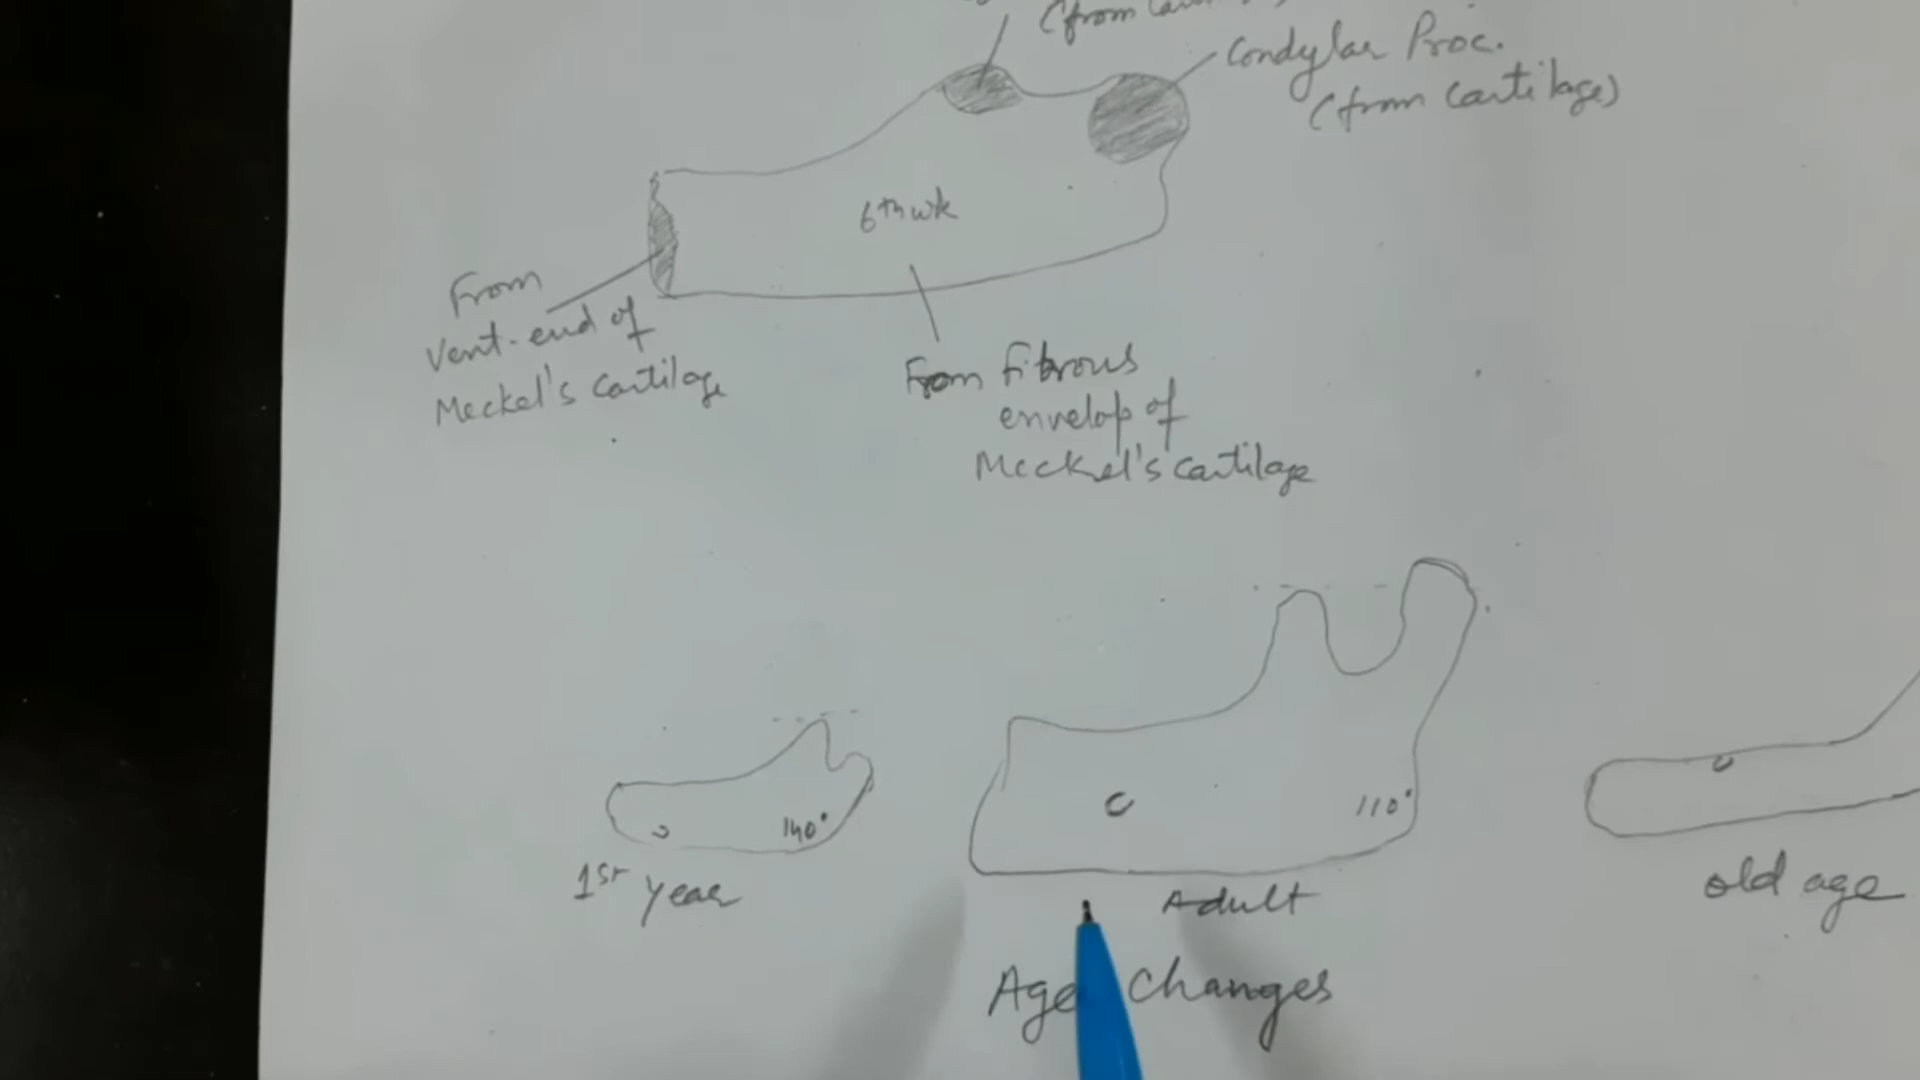 (from
Condylar Proc.
(from cartilage)
6th wk
From
Vent. end of
Meckel's cartilage
From Fibrous
envelop of
Meckel's cartilage
140°
110°
1st year
Adult
old age
Age Changes